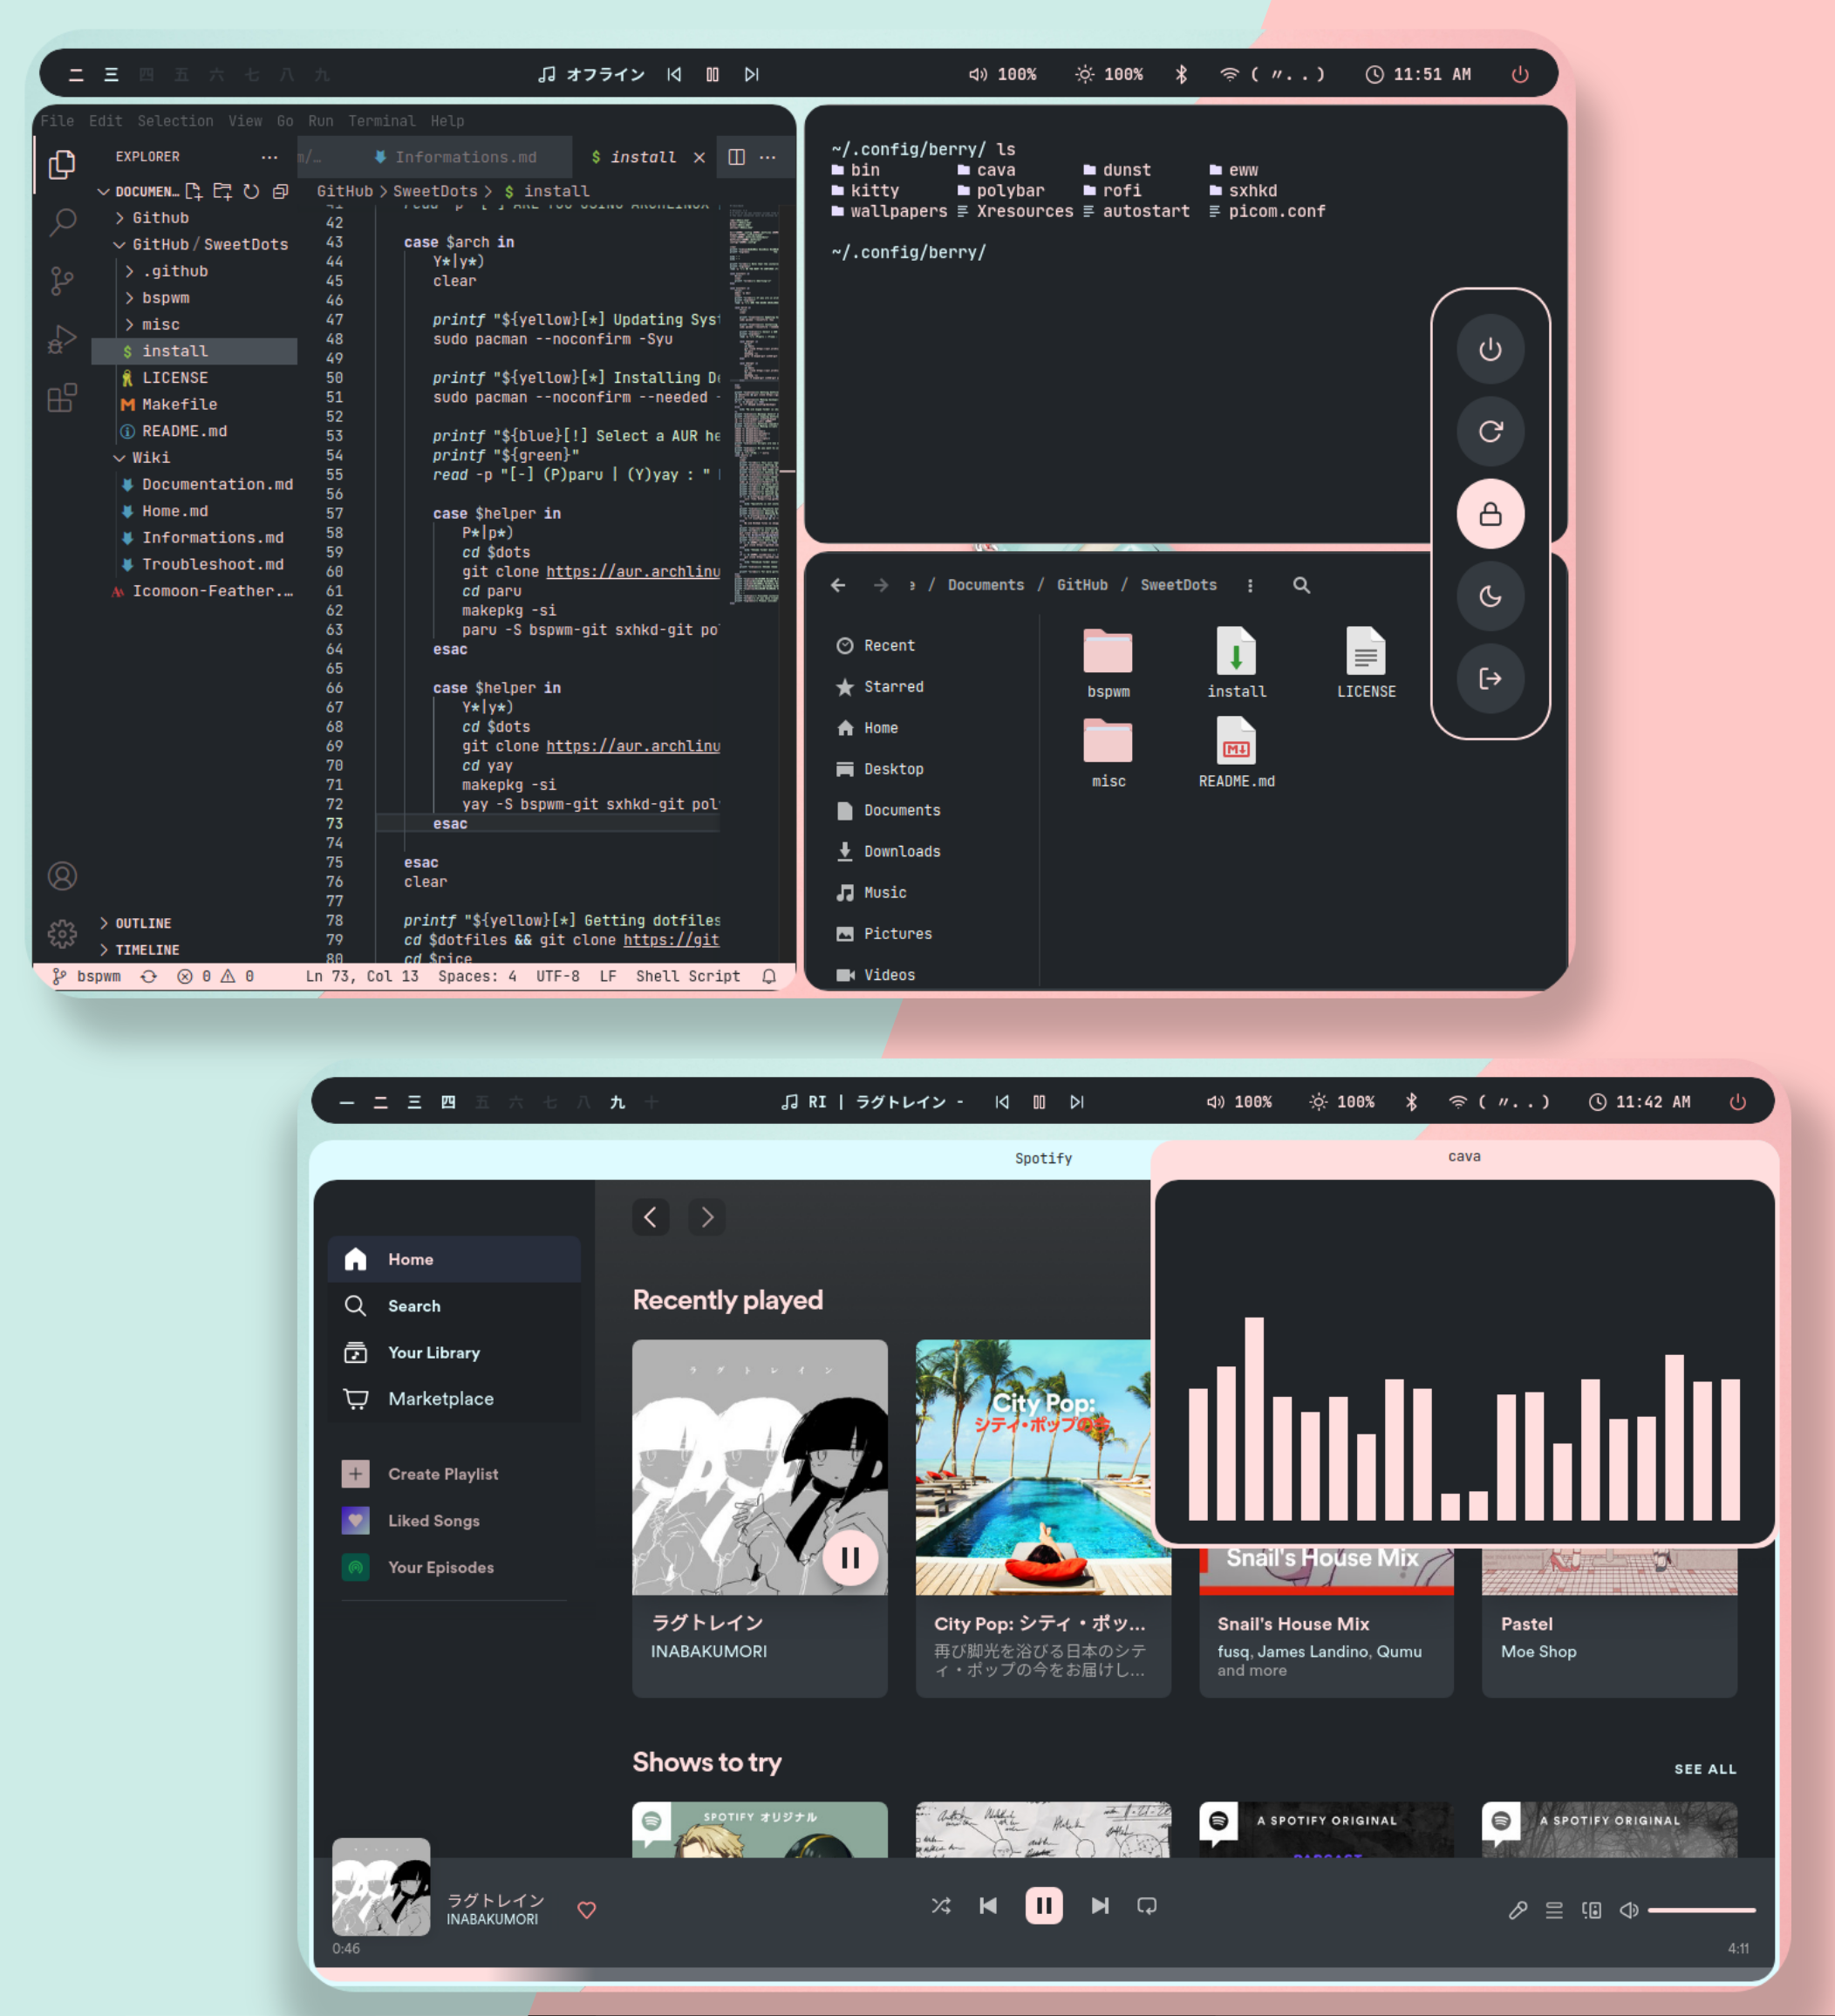 二 三 四 五 六 七 八 九
オフライン
100%
100%
( 〃. . )
11:51 AM
File Edit Selection View Go Run Terminal Help
EXPLORER
Informations.md
$ install
DOCUMEN…
GitHub > SweetDots > $ install
Github
GitHub / SweetDots
.github
bspwm
misc
$ install
LICENSE
Makefile
README.md
Wiki
Documentation.md
Home.md
Informations.md
Troubleshoot.md
Icomoon-Feather.…
OUTLINE
TIMELINE
42
43 case $arch in
44 Y*|y*)
45 clear
46
47 printf "${yellow}[*] Updating Syst
48 sudo pacman --noconfirm -Syu
49
50 printf "${yellow}[*] Installing De
51 sudo pacman --noconfirm --needed -
52
53 printf "${blue}[!] Select a AUR he
54 printf "${green}"
55 read -p "[-] (P)paru | (Y)yay : "
56
57 case $helper in
58 P*|p*)
59 cd $dots
60 git clone https://aur.archlinu
61 cd paru
62 makepkg -si
63 paru -S bspwm-git sxhkd-git po
64 esac
65
66 case $helper in
67 Y*|y*)
68 cd $dots
69 git clone https://aur.archlinu
70 cd yay
71 makepkg -si
72 yay -S bspwm-git sxhkd-git pol
73 esac
74
75 esac
76 clear
77
78 printf "${yellow}[*] Getting dotfiles
79 cd $dotfiles && git clone https://git
80 cd $rice
bspwm 0 0 Ln 73, Col 13 Spaces: 4 UTF-8 LF Shell Script
~/.config/berry/ ls
bin cava dunst eww
kitty polybar rofi sxhkd
wallpapers Xresources autostart picom.conf
~/.config/berry/
e / Documents / GitHub / SweetDots
Recent
Starred
Home
Desktop
Documents
Downloads
Music
Pictures
Videos
bspwm
install
LICENSE
misc
M
README.md
一 二 三 四 五 六 七 八 九 十
RI | ラグトレイン -
100%
100%
( 〃. . )
11:42 AM
Spotify
cava
Home
Search
Your Library
Marketplace
Create Playlist
Liked Songs
Your Episodes
Recently played
ラグトレイン
City Pop:
シティ・ポップの今
Snail's House Mix
ラグトレイン
INABAKUMORI
City Pop: シティ・ポッ…
再び脚光を浴びる日本のシテ
ィ・ポップの今をお届けし…
Snail's House Mix
fusq, James Landino, Qumu
and more
Pastel
Moe Shop
Shows to try
SEE ALL
SPOTIFY オリジナル
A SPOTIFY ORIGINAL
A SPOTIFY ORIGINAL
ラグトレイン
INABAKUMORI
0:46
4:11